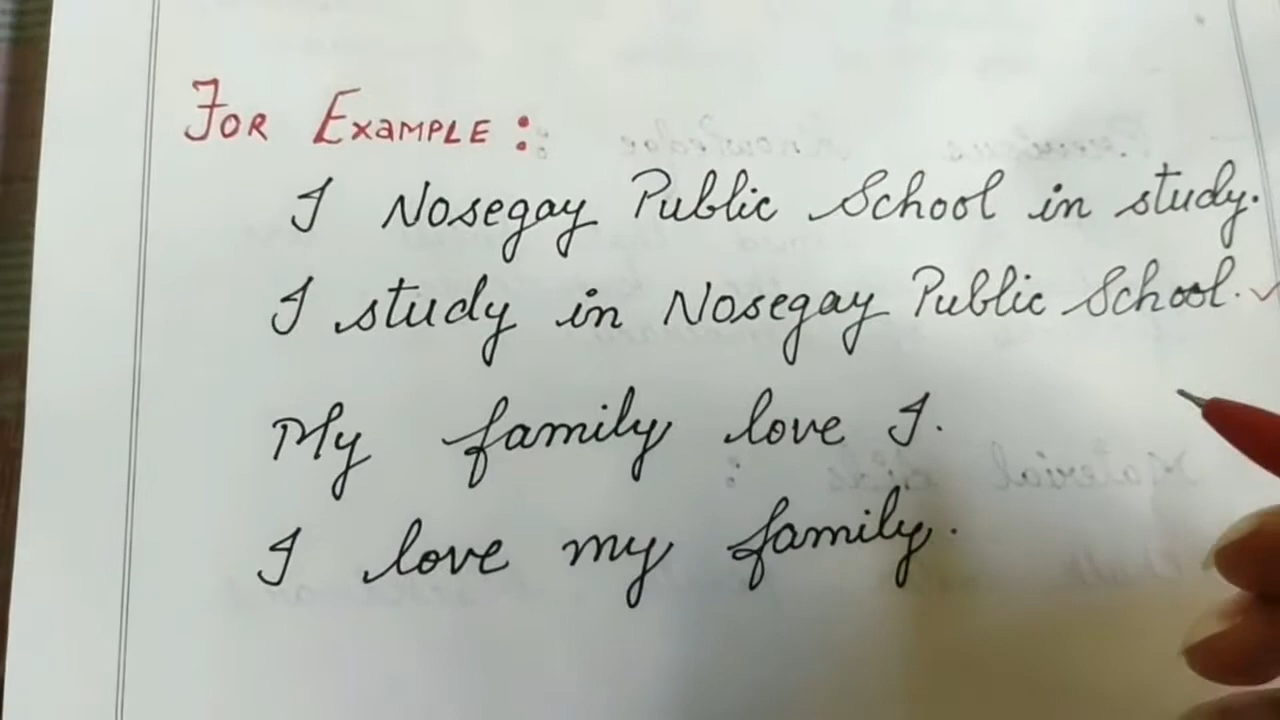 FOR EXAMPLE :
I Nosegay Public School in study.
I study in Nosegay Public School. ✓
My family love I.
I love my family.